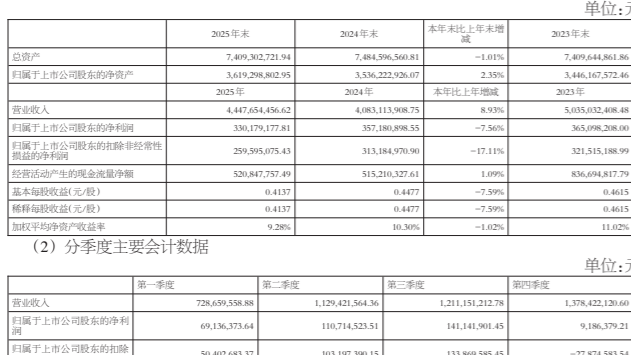 单位:元
2025年末 2024年末 本年末比上年末增减 2023年末
总资产 7,409,302,721.94 7,484,596,560.81 -1.01% 7,409,644,861.86
归属于上市公司股东的净资产 3,619,298,802.95 3,536,222,926.07 2.35% 3,446,167,572.46
2025年 2024年 本年比上年增减 2023年
营业收入 4,447,654,456.62 4,083,113,908.75 8.93% 5,035,032,408.48
归属于上市公司股东的净利润 330,179,177.81 357,180,898.55 -7.56% 365,098,208.00
归属于上市公司股东的扣除非经常性损益的净利润 259,595,075.43 313,184,970.90 -17.11% 321,515,188.99
经营活动产生的现金流量净额 520,847,757.49 515,210,327.61 1.09% 836,694,817.79
基本每股收益(元/股) 0.4137 0.4477 -7.59% 0.4615
稀释每股收益(元/股) 0.4137 0.4477 -7.59% 0.4615
加权平均净资产收益率 9.28% 10.30% -1.02% 11.02%
（2）分季度主要会计数据
单位:元
第一季度 第二季度 第三季度 第四季度
营业收入 728,659,558.88 1,129,421,564.36 1,211,151,212.78 1,378,422,120.60
归属于上市公司股东的净利润 69,136,373.64 110,714,523.51 141,141,901.45 9,186,379.21
归属于上市公司股东的扣除 50,402,683.37 103,197,390.15 133,869,585.45 -27,874,583.54